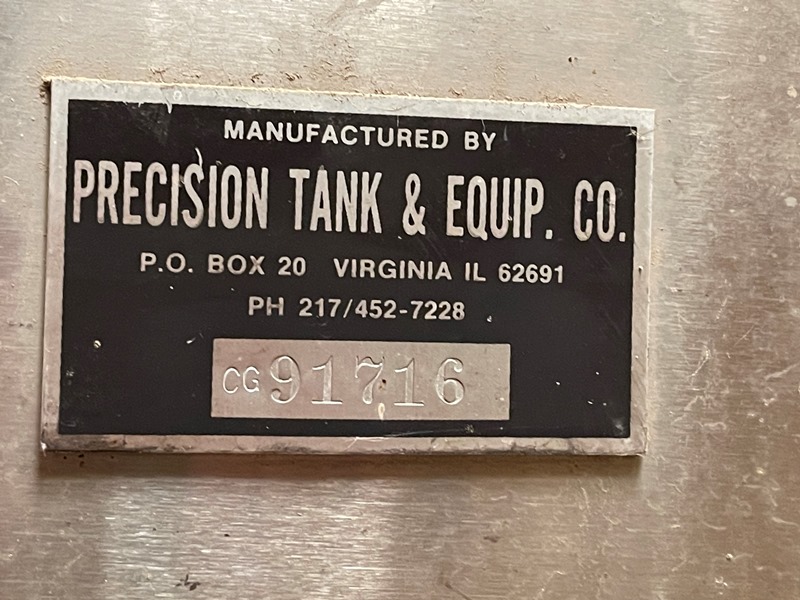 MANUFACTURED BY
PRECISION TANK & EQUIP. CO.
P.O. BOX 20 VIRGINIA IL 62691
PH 217/452-7228
CG 91716